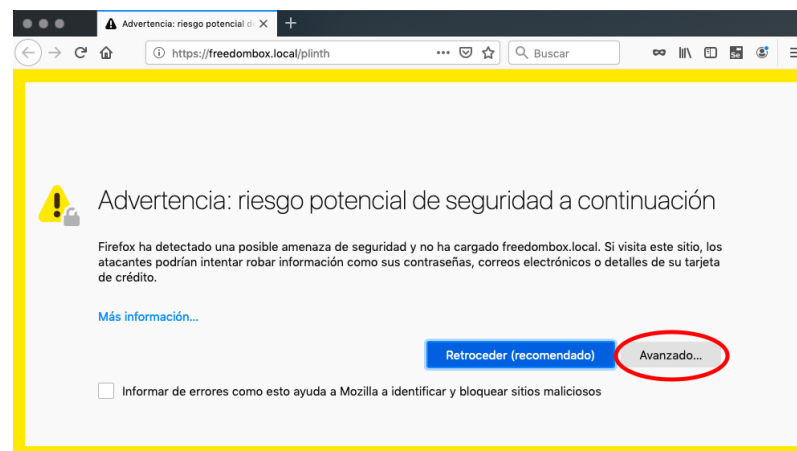 Advertencia: riesgo potencial de
https://freedombox.local/plinth
Buscar
Advertencia: riesgo potencial de seguridad a continuación
Firefox ha detectado una posible amenaza de seguridad y no ha cargado freedombox.local. Si visita este sitio, los
atacantes podrían intentar robar información como sus contraseñas, correos electrónicos o detalles de su tarjeta
de crédito.
Más información...
Retroceder (recomendado) Avanzado...
Informar de errores como esto ayuda a Mozilla a identificar y bloquear sitios maliciosos